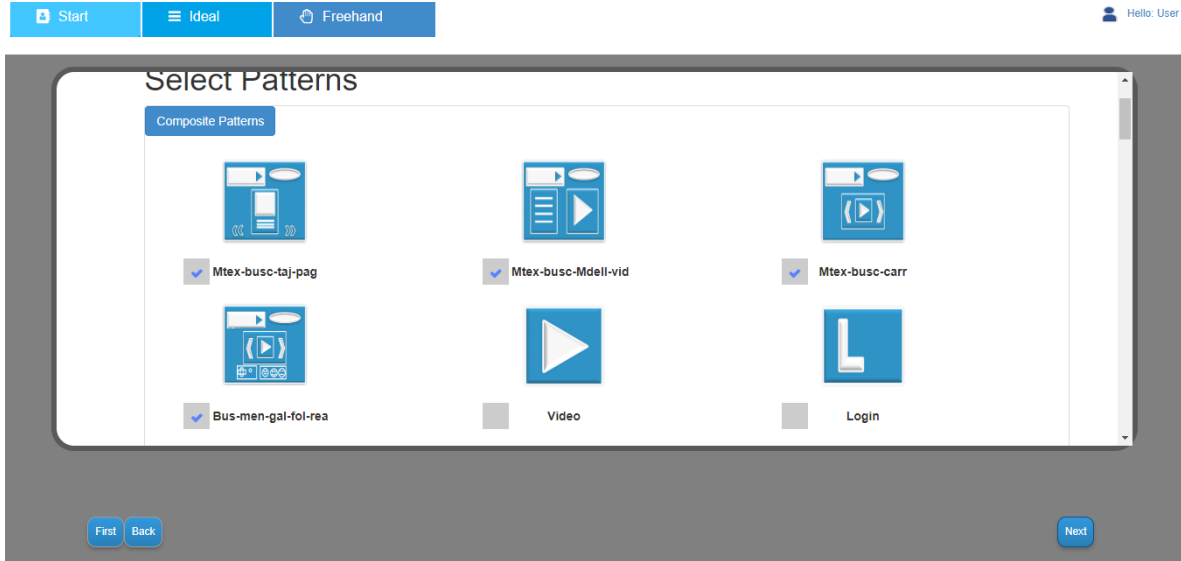 Start
Ideal
Freehand
Hello: User
Select Patterns
Composite Patterns
Mtex-busc-taj-pag
Mtex-busc-Mdell-vid
Mtex-busc-carr
Bus-men-gal-fol-rea
Video
Login
First
Back
Next